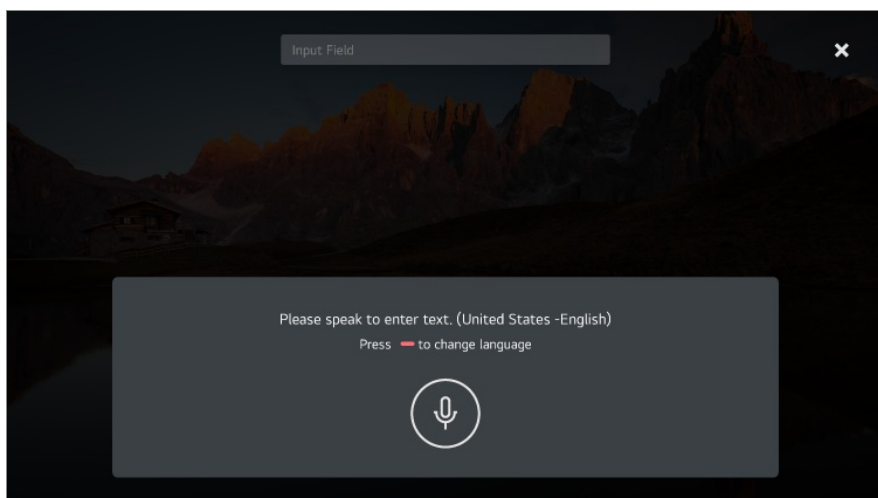 Input Field
Please speak to enter text. (United States -English)
Press to change language